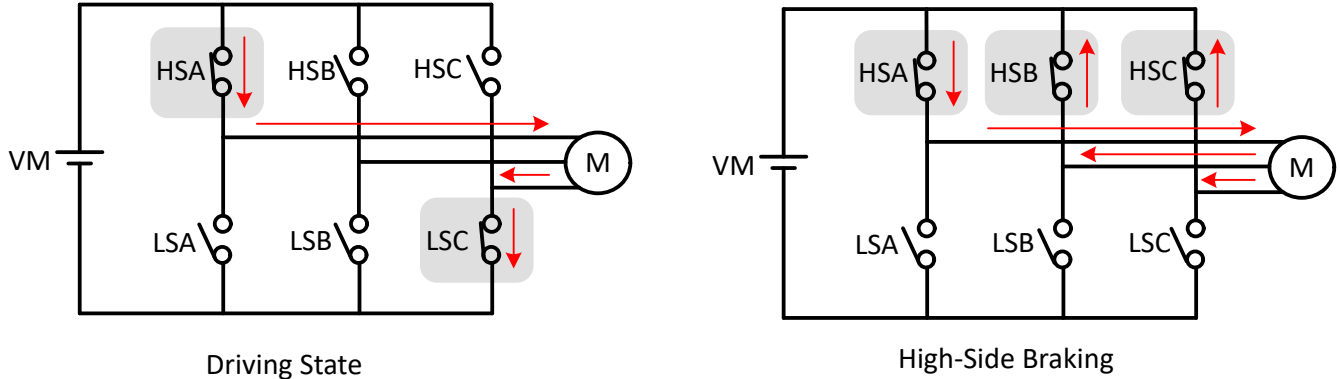 HSA
HSB
HSC
VM
M
LSA
LSB
LSC
Driving State
HSA
HSB
HSC
VM
M
LSA
LSB
LSC
High-Side Braking